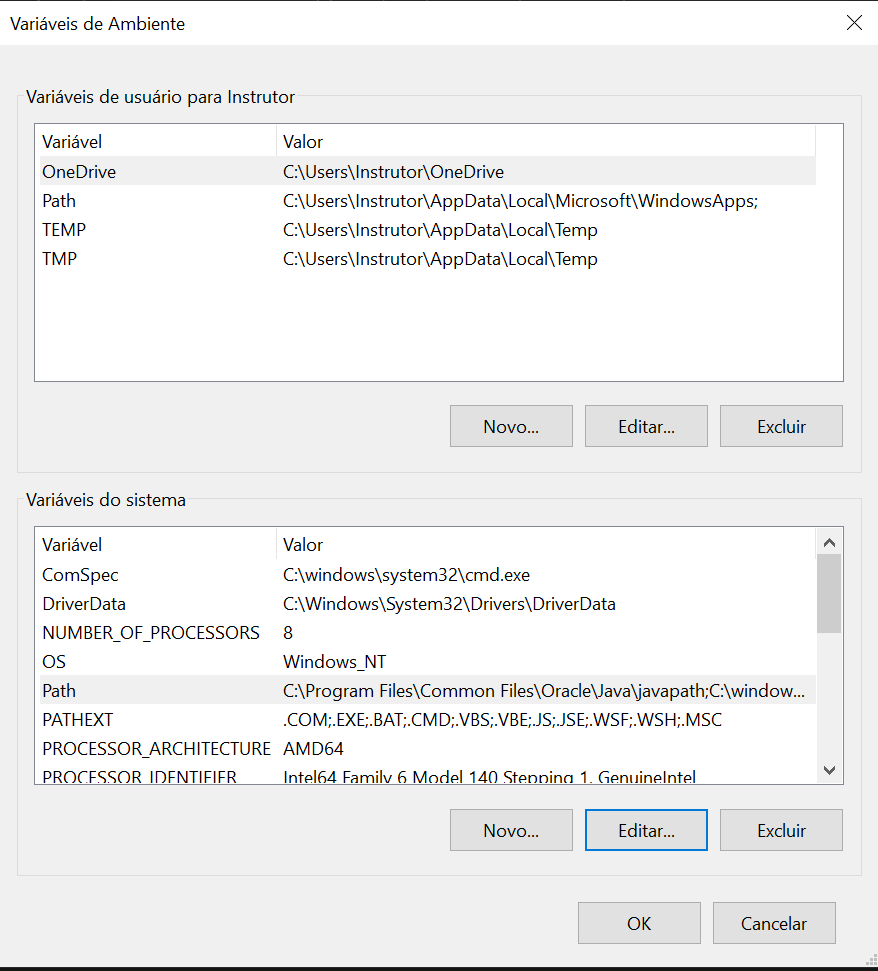 Variáveis de Ambiente
Variáveis de usuário para Instrutor
Variável Valor
OneDrive C:\Users\Instrutor\OneDrive
Path C:\Users\Instrutor\AppData\Local\Microsoft\WindowsApps;
TEMP C:\Users\Instrutor\AppData\Local\Temp
TMP C:\Users\Instrutor\AppData\Local\Temp
Novo... Editar... Excluir
Variáveis do sistema
Variável Valor
ComSpec C:\windows\system32\cmd.exe
DriverData C:\Windows\System32\Drivers\DriverData
NUMBER_OF_PROCESSORS 8
OS Windows_NT
Path C:\Program Files\Common Files\Oracle\Java\javapath;C:\window...
PATHEXT .COM;.EXE;.BAT;.CMD;.VBS;.VBE;.JS;.JSE;.WSF;.WSH;.MSC
PROCESSOR_ARCHITECTURE AMD64
PROCESSOR_IDENTIFIER Intel64 Family 6 Model 140 Stepping 1, GenuineIntel
Novo... Editar... Excluir
OK Cancelar